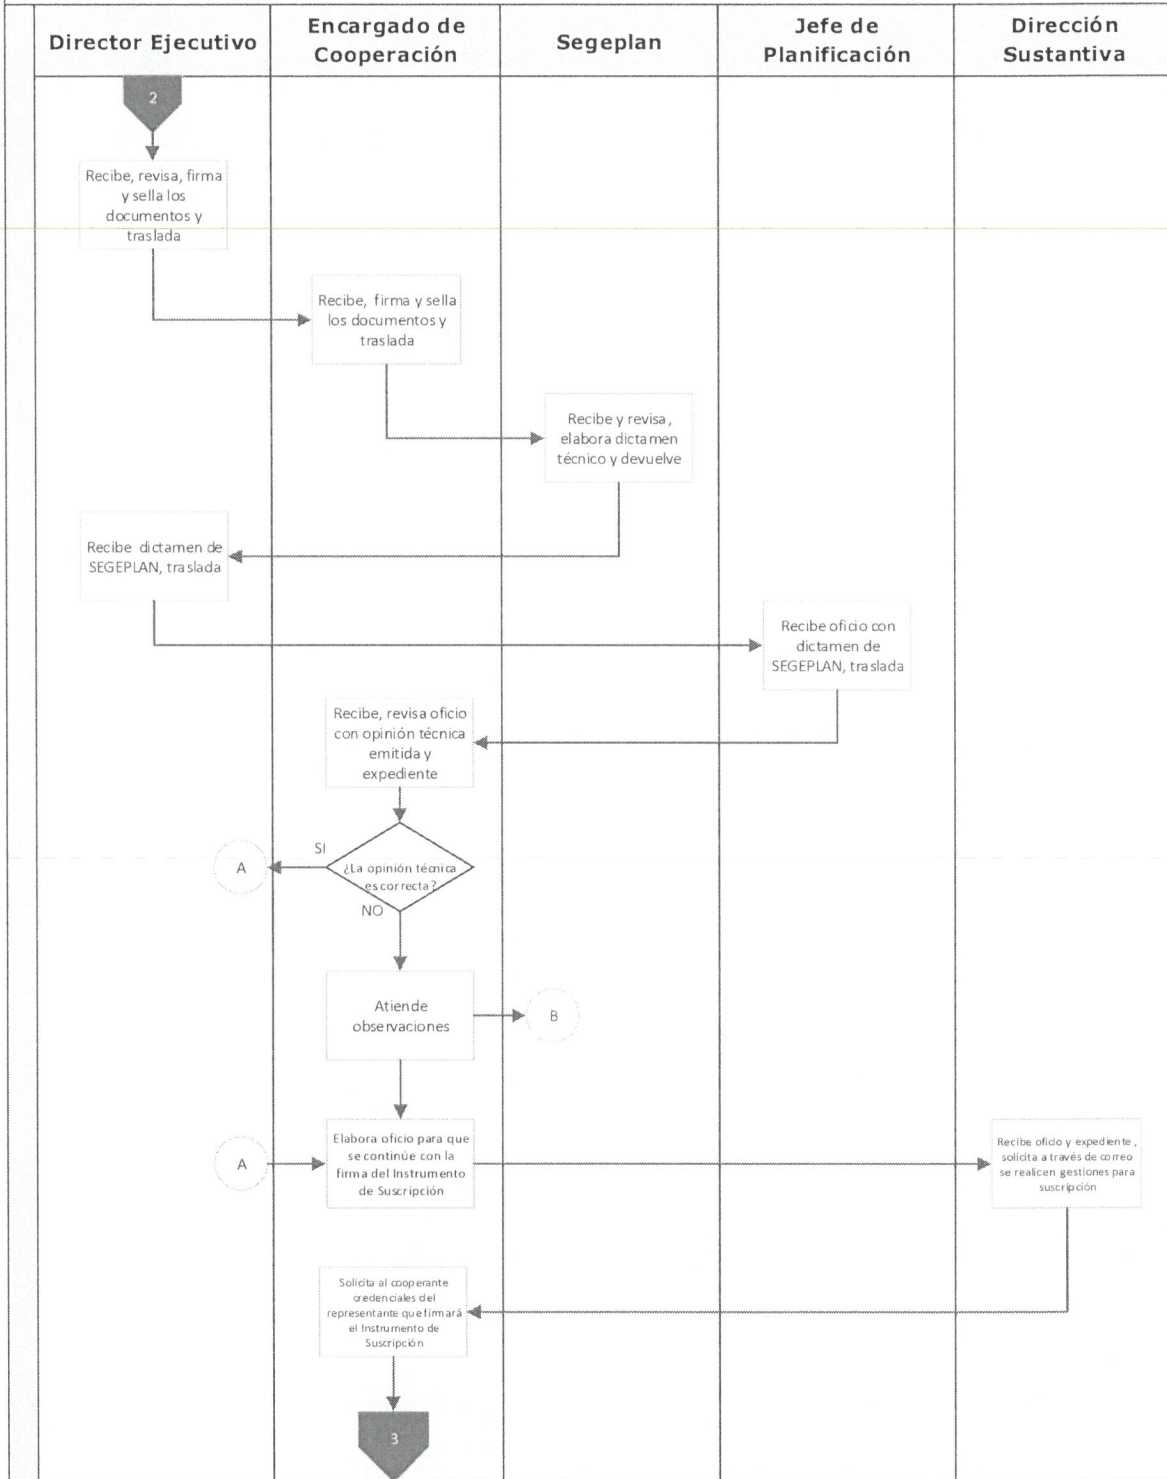 Director Ejecutivo
Encargado de
Cooperación
Segeplan
Jefe de
Planificación
Dirección
Sustantiva
2
Recibe, revisa, firma
y sella los
documentos y
traslada
Recibe, firma y sella
los documentos y
traslada
Recibe y revisa,
elabora dictamen
técnico y devuelve
Recibe dictamen de
SEGEPLAN, traslada
Recibe oficio con
dictamen de
SEGEPLAN, traslada
Recibe, revisa oficio
con opinión técnica
emitida y
expediente
SI
A
¿La opinión técnica
es correcta?
NO
Atiende
observaciones
B
A
Elabora oficio para que
se continúe con la
firma del Instrumento
de Suscripción
Recibe oficio y expediente,
solicita a través de correo
se realicen gestiones para
suscripción
Solicita al cooperante
credenciales del
representante que firmará
el Instrumento de
Suscripción
3